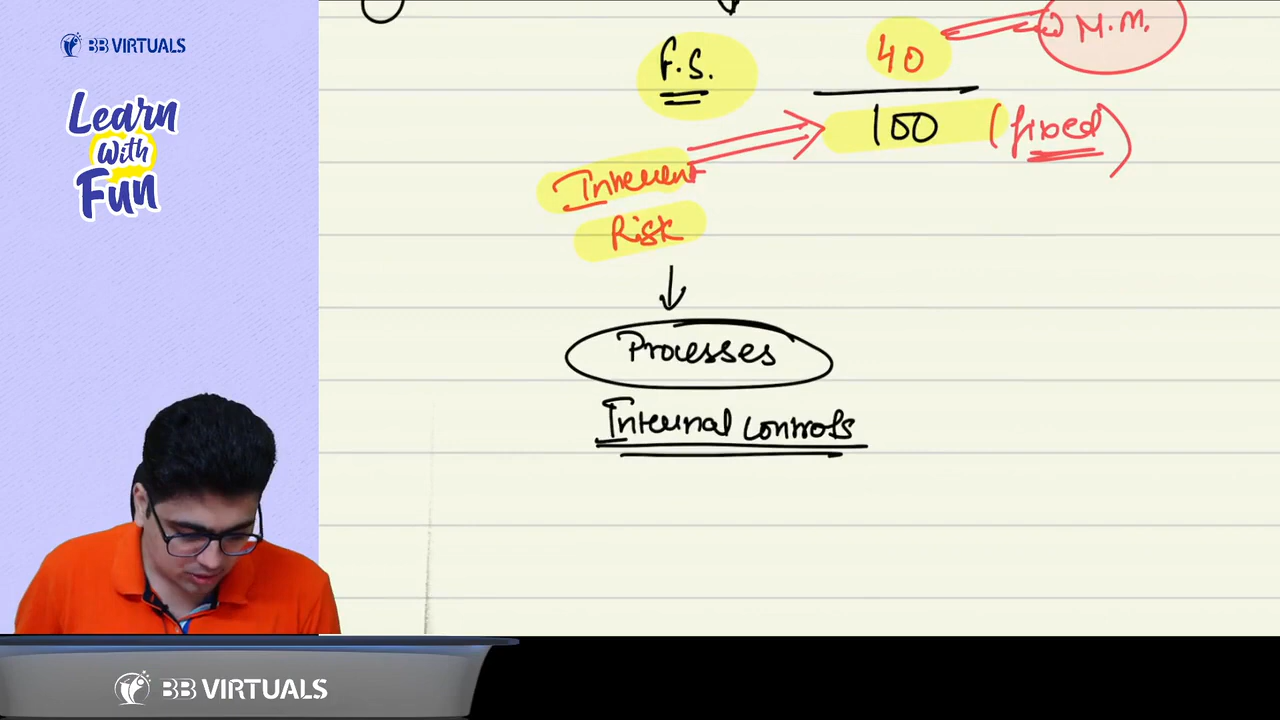 BB VIRTUALS
Learn
With
Fun
F.S.
40
M.M.
100 (fixed)
Inherent
Risk
Processes
Internal controls
BB VIRTUALS